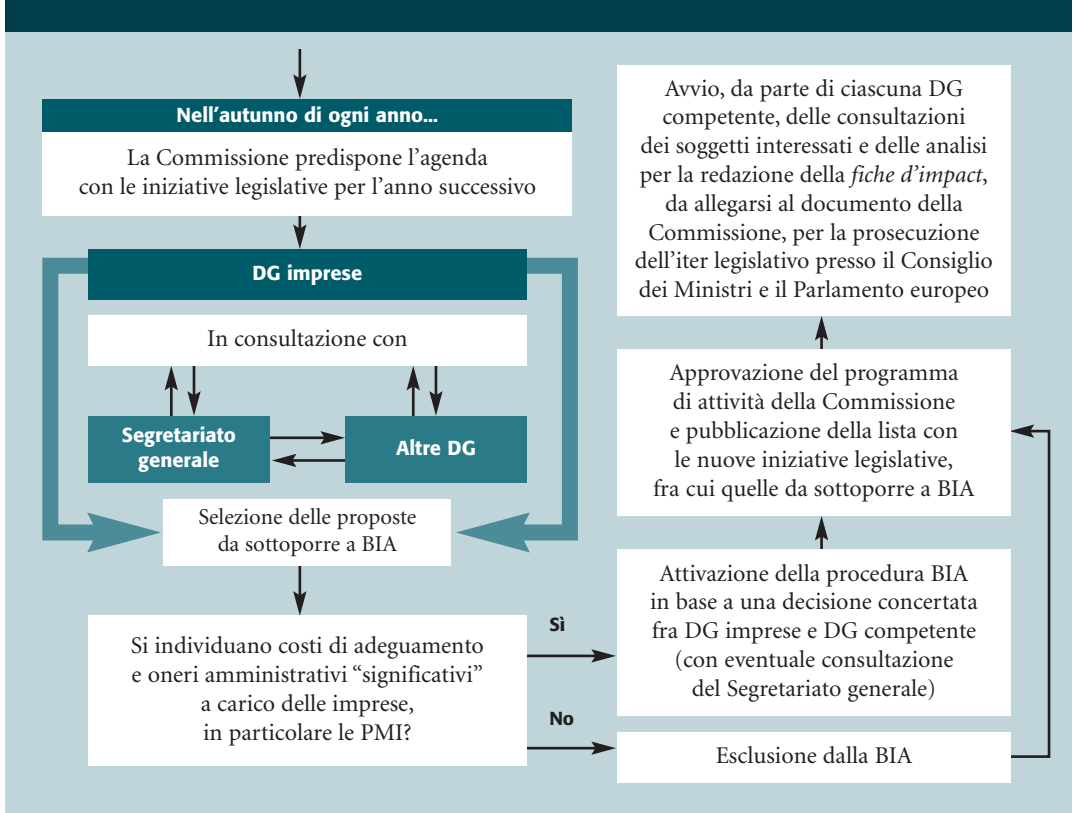 Nell'autunno di ogni anno...
La Commissione predispone l'agenda
con le iniziative legislative per l'anno successivo
DG imprese
In consultazione con
Segretariato
generale
Altre DG
Selezione delle proposte
da sottoporre a BIA
Si individuano costi di adeguamento
e oneri amministrativi “significativi”
a carico delle imprese,
in particolare le PMI?
Sì
No
Esclusione dalla BIA
Attivazione della procedura BIA
in base a una decisione concertata
fra DG imprese e DG competente
(con eventuale consultazione
del Segretariato generale)
Approvazione del programma
di attività della Commissione
e pubblicazione della lista con
le nuove iniziative legislative,
fra cui quelle da sottoporre a BIA
Avvio, da parte di ciascuna DG
competente, delle consultazioni
dei soggetti interessati e delle analisi
per la redazione della fiche d'impact,
da allegarsi al documento della
Commissione, per la prosecuzione
dell'iter legislativo presso il Consiglio
dei Ministri e il Parlamento europeo